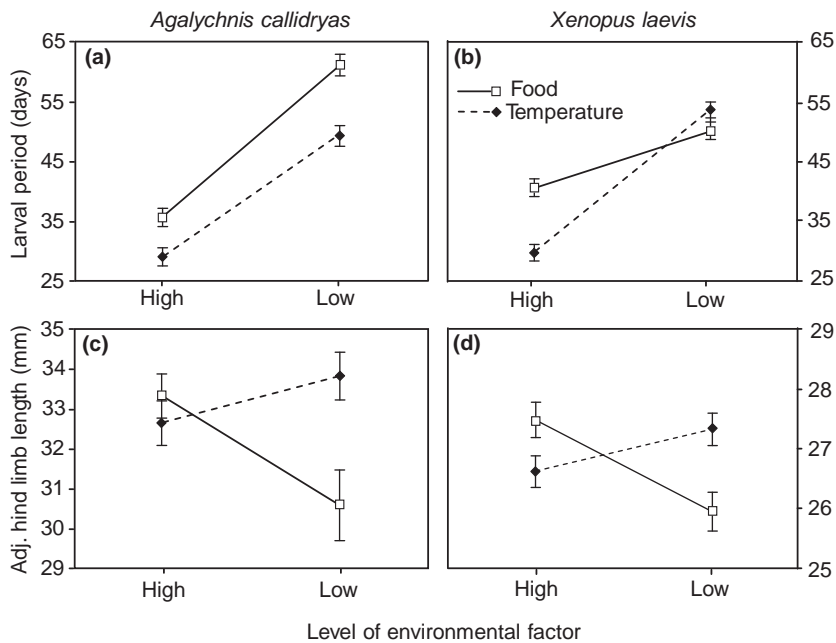 Agalychnis callidryas
Xenopus laevis
Larval period (days)
65
55
45
35
25
(a)
High
Low
(b)
Food
Temperature
High
Low
65
55
45
35
25
Adj. hind limb length (mm)
35
34
33
32
31
30
29
(c)
High
Low
(d)
High
Low
29
28
27
26
25
Level of environmental factor